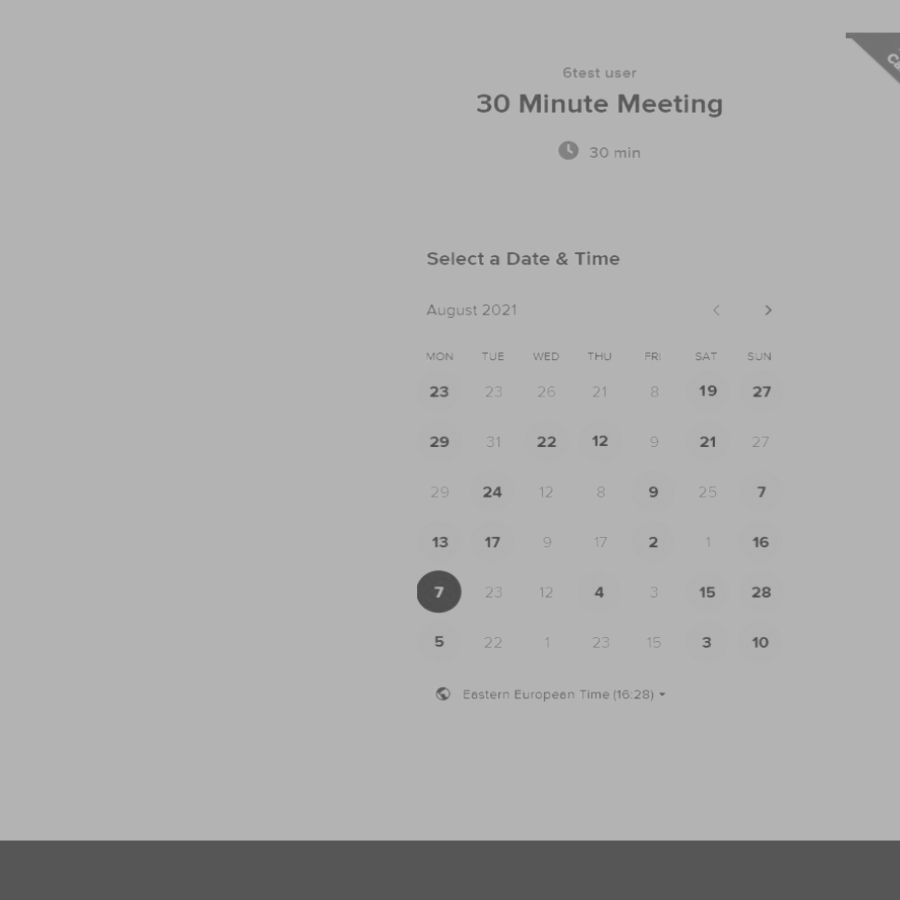 6test user
30 Minute Meeting
30 min
Select a Date & Time
August 2021
MON TUE WED THU FRI SAT SUN
23 23 26 21 8 19 27
29 31 22 12 9 21 27
29 24 12 8 9 25 7
13 17 9 17 2 1 16
7 23 12 4 3 15 28
5 22 1 23 15 3 10
Eastern European Time (16:28)